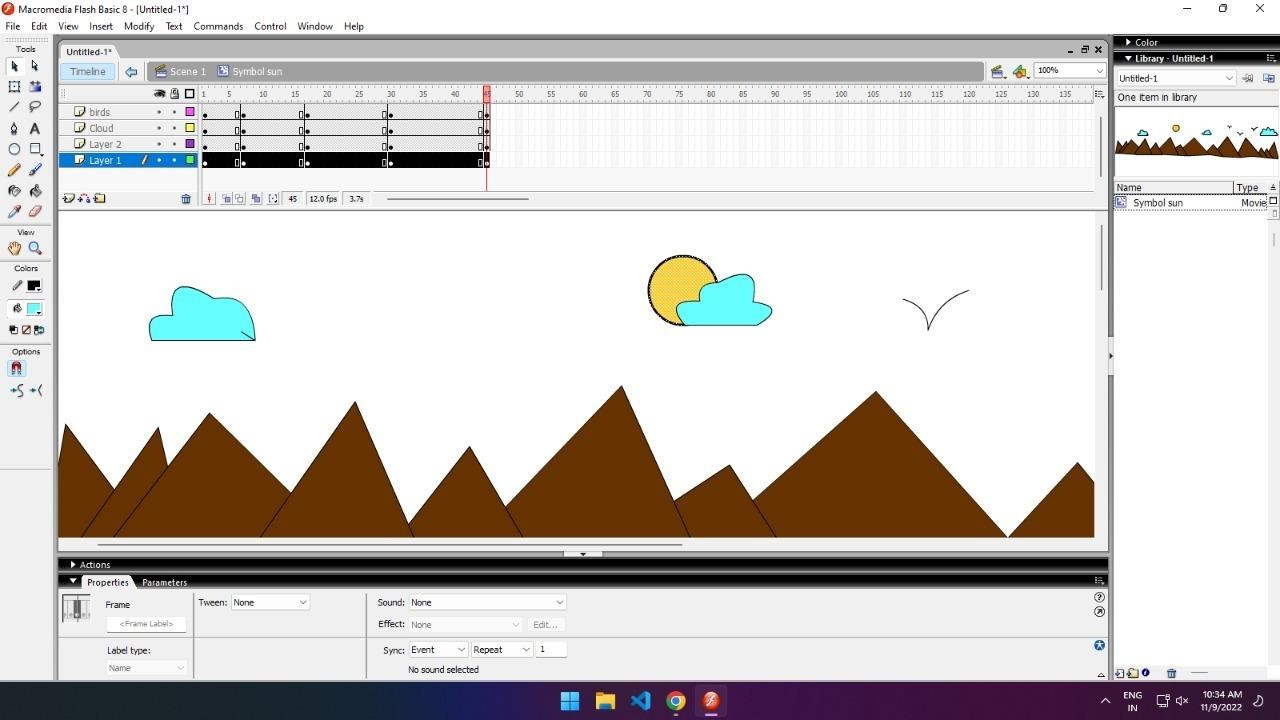 Macromedia Flash Basic 8 - [Untitled-1*]
File Edit View Insert Modify Text Commands Control Window Help
Tools
View
Colors
Options
Untitled-1*
Timeline Scene 1 Symbol sun 100%
1 5 10 15 20 25 30 35 40 45 50 55 60 65 70 75 80 85 90 95 100 105 110 115 120 125 130 135
birds
Cloud
Layer 2
Layer 1
45 12.0 fps 3.7s
Actions
Properties Parameters
Frame
<Frame Label>
Label type:
Name
Tween: None
Sound: None
Effect: None Edit...
Sync: Event Repeat 1
No sound selected
Color
Library - Untitled-1
Untitled-1
One item in library
Name Type
Symbol sun Movie
ENG
IN
10:34 AM
11/9/2022